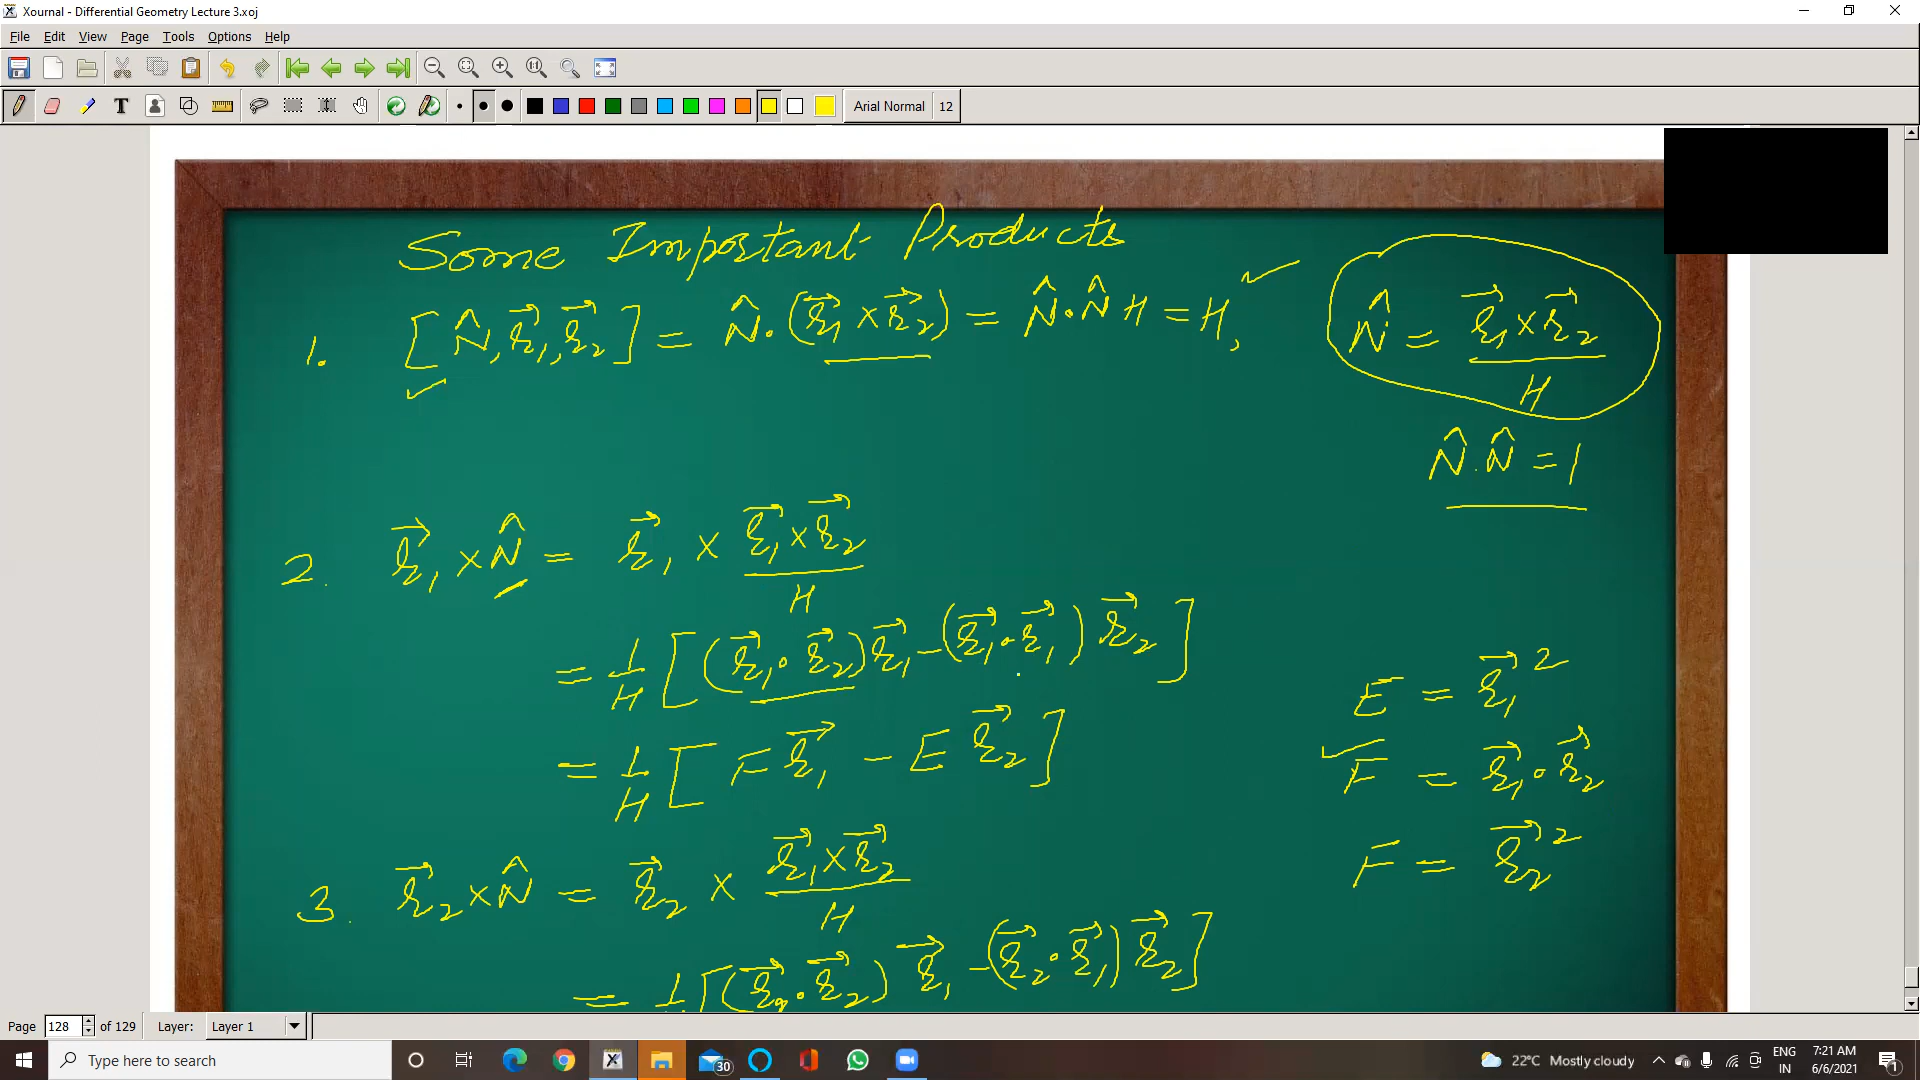 Xournal - Differential Geometry Lecture 3.xoj
File Edit View Page Tools Options Help
Arial Normal 12
Some Important Products
1. [N̂, r⃗₁, r⃗₂] = N̂·(r⃗₁ × r⃗₂) = N̂·N̂ H = H,
N̂ = (r⃗₁ × r⃗₂)/H
N̂.N̂ = 1
2. r⃗₁ × N̂ = r⃗₁ × (r⃗₁ × r⃗₂)/H
= 1/H [(r⃗₁·r⃗₂)r⃗₁ - (r⃗₁·r⃗₁)r⃗₂]
= 1/H [F r⃗₁ - E r⃗₂]
E = r⃗₁²
F = r⃗₁·r⃗₂
F = r⃗₂²
3. r⃗₂ × N̂ = r⃗₂ × (r⃗₁ × r⃗₂)/H
= 1/H [(r⃗₂·r⃗₂) r⃗₁ - (r⃗₂·r⃗₁) r⃗₂]
Page 128 of 129 Layer: Layer 1
Type here to search
30
22°C Mostly cloudy
ENG
IN
7:21 AM
6/6/2021
1